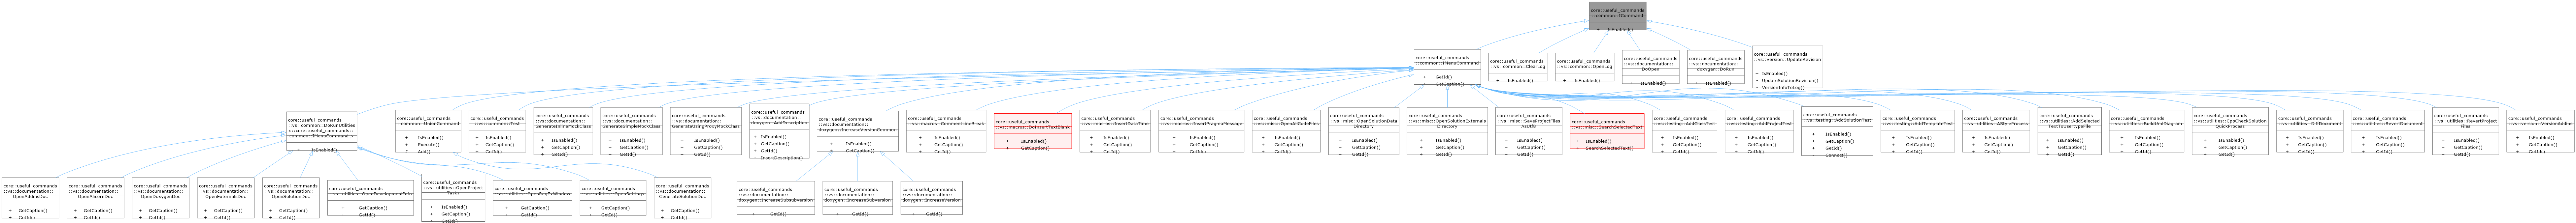 core::useful_commands
::common::ICommand
+ IsEnabled()
core::useful_commands
::common::IMenuCommand
+ GetId()
+ GetCaption()
core::useful_commands
::vs::common::ClearLog
+ IsEnabled()
core::useful_commands
::vs::common::OpenLog
+ IsEnabled()
core::useful_commands
::vs::documentation::
DoOpen
+ IsEnabled()
core::useful_commands
::vs::documentation::
doxygen::DoRun
+ IsEnabled()
core::useful_commands
::vs::version::UpdateRevision
+ IsEnabled()
- UpdateSolutionRevision()
- VersionInfoToLog()
core::useful_commands
::vs::common::DoRunUtilities
< ::core::useful_commands::
common::IMenuCommand >
+ IsEnabled()
core::useful_commands
::common::UnionCommand
+ IsEnabled()
+ Execute()
+ Add()
core::useful_commands
::vs::common::Test
+ IsEnabled()
+ GetCaption()
+ GetId()
core::useful_commands
::vs::documentation::
GenerateInlineMockClass
+ IsEnabled()
+ GetCaption()
+ GetId()
core::useful_commands
::vs::documentation::
GenerateSimpleMockClass
+ IsEnabled()
+ GetCaption()
+ GetId()
core::useful_commands
::vs::documentation::
GenerateUsingProxyMockClass
+ IsEnabled()
+ GetCaption()
+ GetId()
core::useful_commands
::vs::documentation::
doxygen::AddDescription
+ IsEnabled()
+ GetCaption()
+ GetId()
- InsertDescription()
core::useful_commands
::vs::documentation::
doxygen::IncreaseVersionCommon
+ IsEnabled()
+ GetCaption()
core::useful_commands
::vs::macros::CommentLineBreak
+ IsEnabled()
+ GetCaption()
+ GetId()
core::useful_commands
::vs::macros::DoInsertTextBlank
+ IsEnabled()
+ GetCaption()
core::useful_commands
::vs::macros::InsertDateTime
+ IsEnabled()
+ GetCaption()
+ GetId()
core::useful_commands
::vs::macros::InsertPragmaMessage
+ IsEnabled()
+ GetCaption()
+ GetId()
core::useful_commands
::vs::misc::OpenAllCodeFiles
+ IsEnabled()
+ GetCaption()
+ GetId()
core::useful_commands
::vs::misc::OpenSolutionData
Directory
+ IsEnabled()
+ GetCaption()
+ GetId()
core::useful_commands
::vs::misc::OpenSolutionExternals
Directory
+ IsEnabled()
+ GetCaption()
+ GetId()
core::useful_commands
::vs::misc::SaveProjectFiles
AsUtf8
+ IsEnabled()
+ GetCaption()
+ GetId()
core::useful_commands
::vs::misc::SearchSelectedText
+ IsEnabled()
+ SearchSelectedText()
core::useful_commands
::vs::testing::AddClassTest
+ IsEnabled()
+ GetCaption()
+ GetId()
core::useful_commands
::vs::testing::AddProjectTest
+ IsEnabled()
+ GetCaption()
+ GetId()
core::useful_commands
::vs::testing::AddSolutionTest
+ IsEnabled()
+ GetCaption()
+ GetId()
- Connect()
core::useful_commands
::vs::testing::AddTemplateTest
+ IsEnabled()
+ GetCaption()
+ GetId()
core::useful_commands
::vs::utilities::AStyleProcess
+ IsEnabled()
+ GetCaption()
+ GetId()
core::useful_commands
::vs::utilities::AddSelected
TextToUsertypeFile
+ IsEnabled()
+ GetCaption()
+ GetId()
core::useful_commands
::vs::utilities::BuildUmlDiagram
+ IsEnabled()
+ GetCaption()
+ GetId()
core::useful_commands
::vs::utilities::CppCheckSolution
QuickProcess
+ IsEnabled()
+ GetCaption()
+ GetId()
core::useful_commands
::vs::utilities::DiffDocument
+ IsEnabled()
+ GetCaption()
+ GetId()
core::useful_commands
::vs::utilities::RevertDocument
+ IsEnabled()
+ GetCaption()
+ GetId()
core::useful_commands
::vs::utilities::RevertProject
Files
+ IsEnabled()
+ GetCaption()
+ GetId()
core::useful_commands
::vs::version::VersionAddLine
+ IsEnabled()
+ GetCaption()
+ GetId()
core::useful_commands
::vs::documentation::
OpenAddinsDoc
+ GetCaption()
+ GetId()
core::useful_commands
::vs::documentation::
OpenAlicornDoc
+ GetCaption()
+ GetId()
core::useful_commands
::vs::documentation::
OpenDoxygenDoc
+ GetCaption()
+ GetId()
core::useful_commands
::vs::documentation::
OpenExternalsDoc
+ GetCaption()
+ GetId()
core::useful_commands
::vs::documentation::
OpenSolutionDoc
+ GetCaption()
+ GetId()
core::useful_commands
::vs::utilities::OpenDevelopmentInfo
+ GetCaption()
+ GetId()
core::useful_commands
::vs::utilities::OpenProject
Tasks
+ IsEnabled()
+ GetCaption()
+ GetId()
core::useful_commands
::vs::utilities::OpenRegExWindow
+ GetCaption()
+ GetId()
core::useful_commands
::vs::utilities::OpenSettings
+ GetCaption()
+ GetId()
core::useful_commands
::vs::documentation::
GenerateSolutionDoc
+ GetCaption()
+ GetId()
core::useful_commands
::vs::documentation::
doxygen::IncreaseSubsubversion
+ GetId()
core::useful_commands
::vs::documentation::
doxygen::IncreaseSubversion
+ GetId()
core::useful_commands
::vs::documentation::
doxygen::IncreaseVersion
+ GetId()